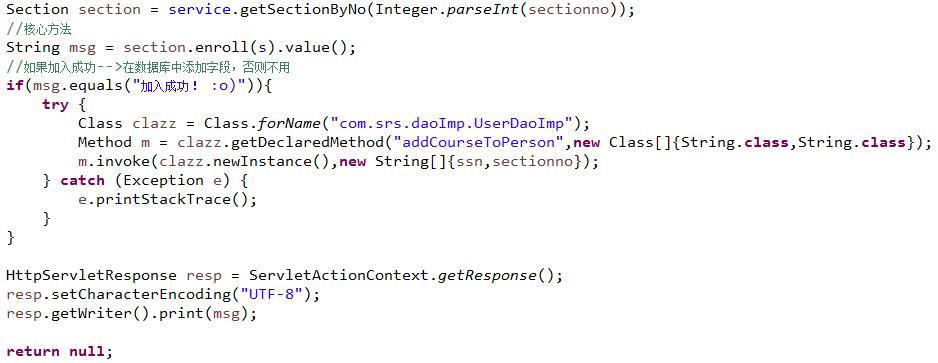 Section section = service.getSectionByNo(Integer.parseInt(sectionno));
//核心方法
String msg = section.enroll(s).value();
//如果加入成功-->在数据库中添加字段，否则不用
if(msg.equals("加入成功！ :o)")){
    try {
        Class clazz = Class.forName("com.srs.daoImp.UserDaoImp");
        Method m = clazz.getDeclaredMethod("addCourseToPerson",new Class[]{String.class,String.class});
        m.invoke(clazz.newInstance(),new String[]{ssn,sectionno});
    } catch (Exception e) {
        e.printStackTrace();
    }
}
HttpServletResponse resp = ServletActionContext.getResponse();
resp.setCharacterEncoding("UTF-8");
resp.getWriter().print(msg);
return null;